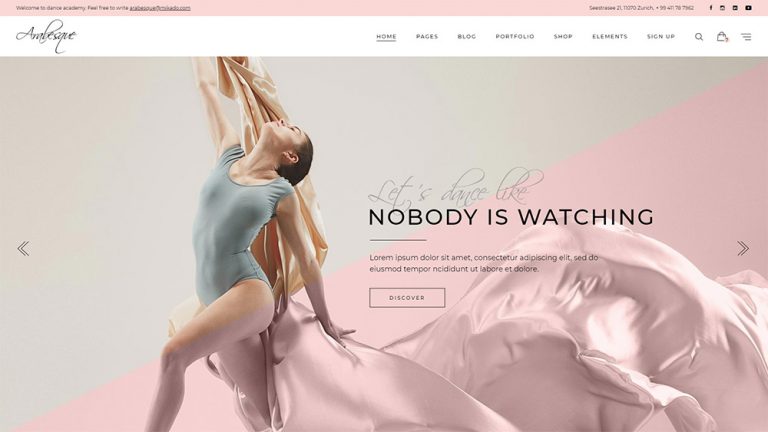 Welcome to dance academy. Feel free to write arabesque@mikado.com
Seestrasse 21, 11070 Zurich, + 99 411 78 7962
Arabesque
HOME PAGES BLOG PORTFOLIO SHOP ELEMENTS SIGN UP
Let's dance like
NOBODY IS WATCHING
Lorem ipsum dolor sit amet, consectetur adipiscing elit, sed do
eiusmod tempor ncididunt ut labore et dolore.
DISCOVER